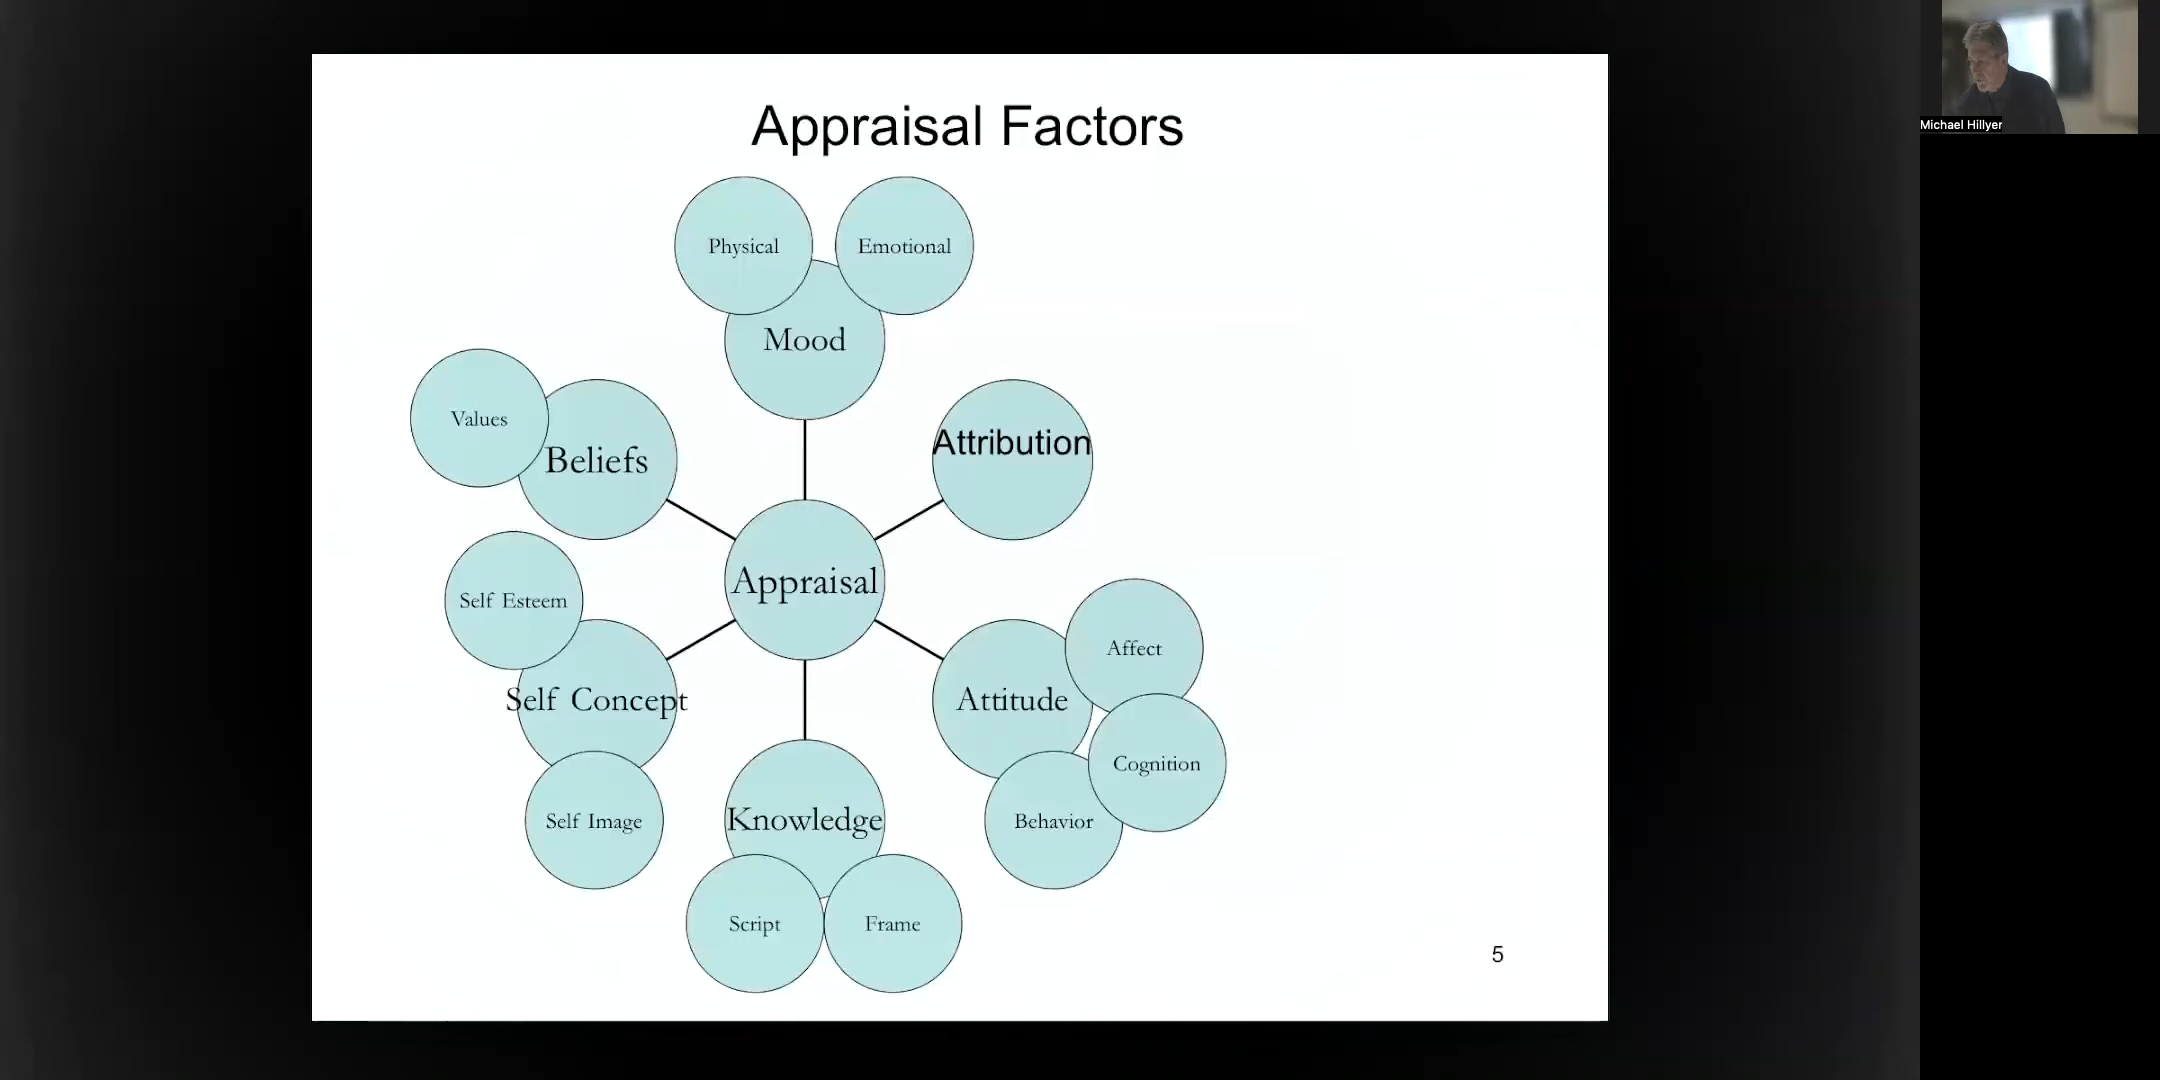 Appraisal Factors
Physical
Emotional
Mood
Values
Beliefs
Attribution
Appraisal
Self Esteem
Self Concept
Self Image
Attitude
Affect
Cognition
Behavior
Knowledge
Script
Frame
5
Michael Hillyer